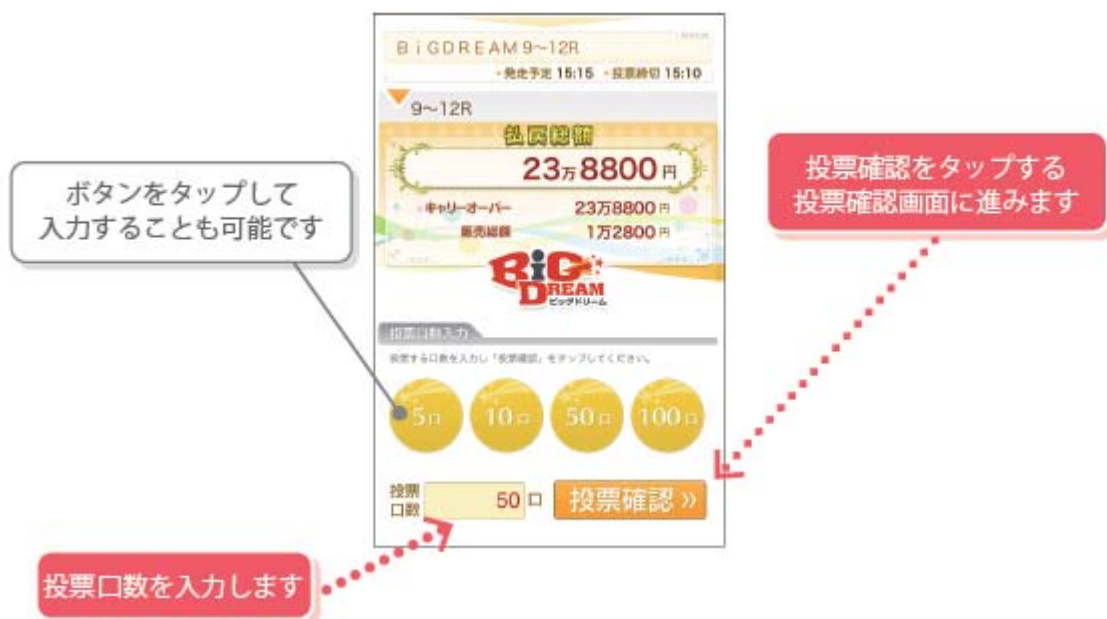 BiGDREAM9～12R
・発走予定 15:15 ・投票締切 15:10
9～12R
払戻総額
23万8800円
キャリーオーバー 23万8800円
販売総額 1万2800円
BiG
DREAM
ビッグドリーム
ボタンをタップして
入力することも可能です
投票確認をタップする
投票確認画面に進みます
投票口数入力
投票する口数を入力し「投票確認」をタップしてください。
5口 10口 50口 100口
投票
口数
50 口
投票確認 »
投票口数を入力します